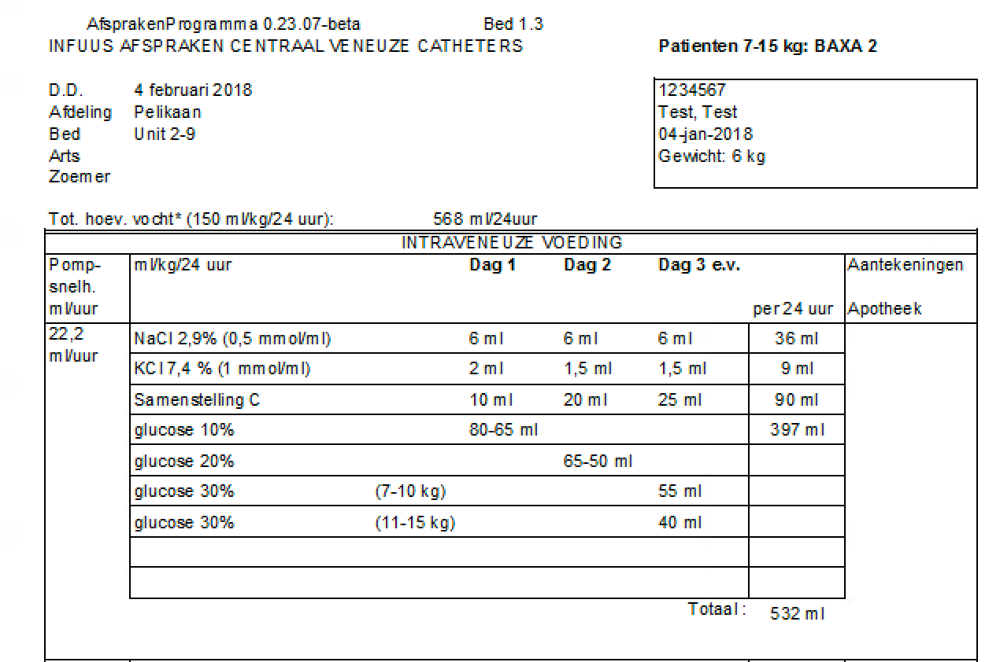 AfsprakenProgramma 0.23.07-beta Bed 1.3
INFUUS AFSPRAKEN CENTRAAL VENEUZE CATHETERS Patienten 7-15 kg: BAXA 2
D.D. 4 februari 2018 1234567
Afdeling Pelikaan Test, Test
Bed Unit 2-9 04-jan-2018
Arts Gewicht: 6 kg
Zoemer
Tot. hoev. vocht* (150 ml/kg/24 uur): 568 ml/24uur
INTRAVENEUZE VOEDING
Pomp- ml/kg/24 uur Dag 1 Dag 2 Dag 3 e.v. Aantekeningen
snelh.
ml/uur per 24 uur Apotheek
22,2 NaCl 2,9% (0,5 mmol/ml) 6 ml 6 ml 6 ml 36 ml
ml/uur
KCl 7,4 % (1 mmol/ml) 2 ml 1,5 ml 1,5 ml 9 ml
Samenstelling C 10 ml 20 ml 25 ml 90 ml
glucose 10% 80-65 ml 397 ml
glucose 20% 65-50 ml
glucose 30% (7-10 kg) 55 ml
glucose 30% (11-15 kg) 40 ml
Totaal: 532 ml